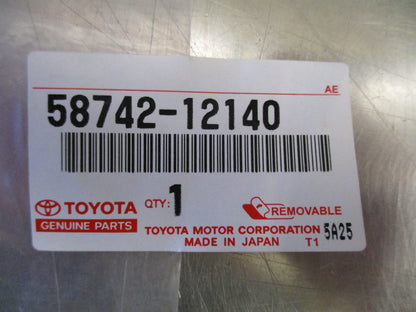 AE
58742-12140
TOYOTA QTY: 1 REMOVABLE
GENUINE PARTS
TOYOTA MOTOR CORPORATION 5A25
MADE IN JAPAN T1